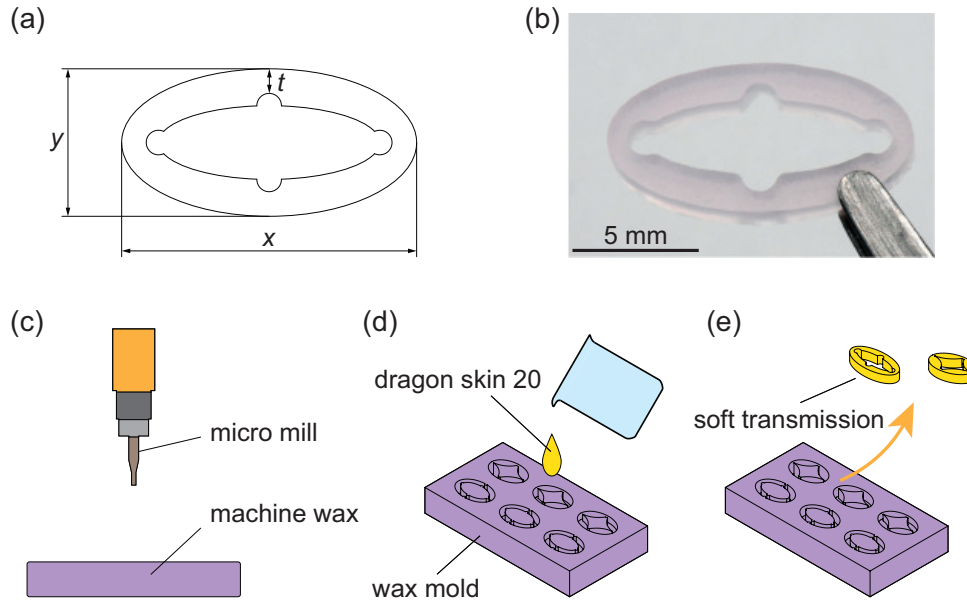 (a)
t
y
x
(b)
5 mm
(c)
micro mill
machine wax
(d)
dragon skin 20
wax mold
(e)
soft transmission